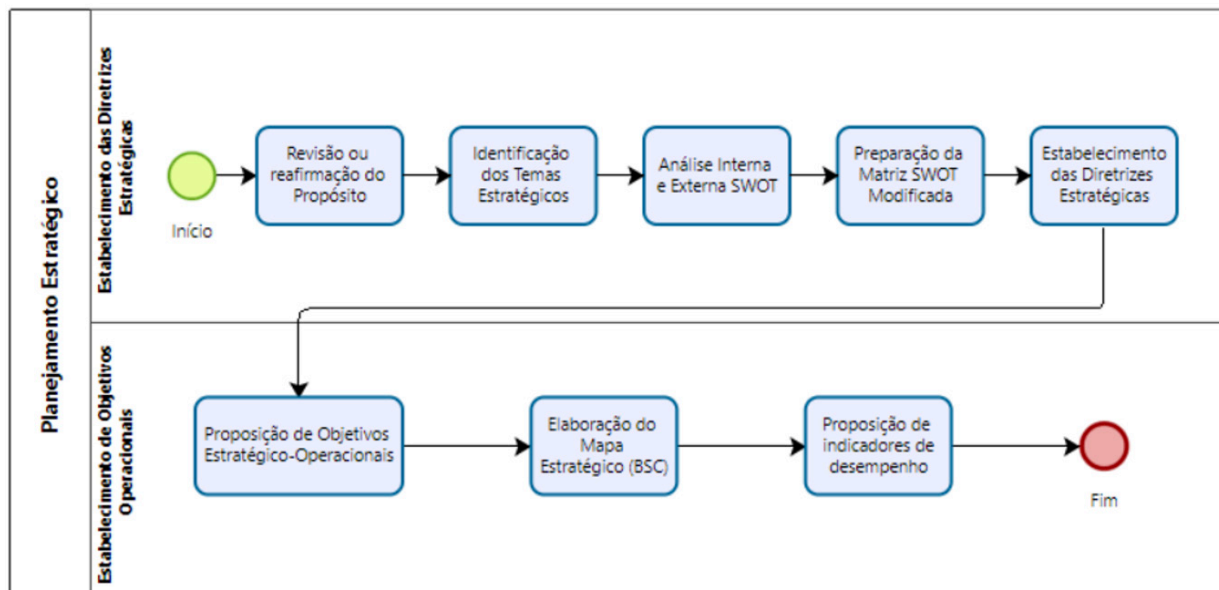 Planejamento Estratégico
Estabelecimento das Diretrizes
Estratégicas
Início
Revisão ou
reafirmação do
Propósito
Identificação
dos Temas
Estratégicos
Análise Interna
e Externa SWOT
Preparação da
Matriz SWOT
Modificada
Estabelecimento
das Diretrizes
Estratégicas
Estabelecimento de Objetivos
Operacionais
Proposição de Objetivos
Estratégico-Operacionais
Elaboração do
Mapa
Estratégico (BSC)
Proposição de
indicadores de
desempenho
Fim